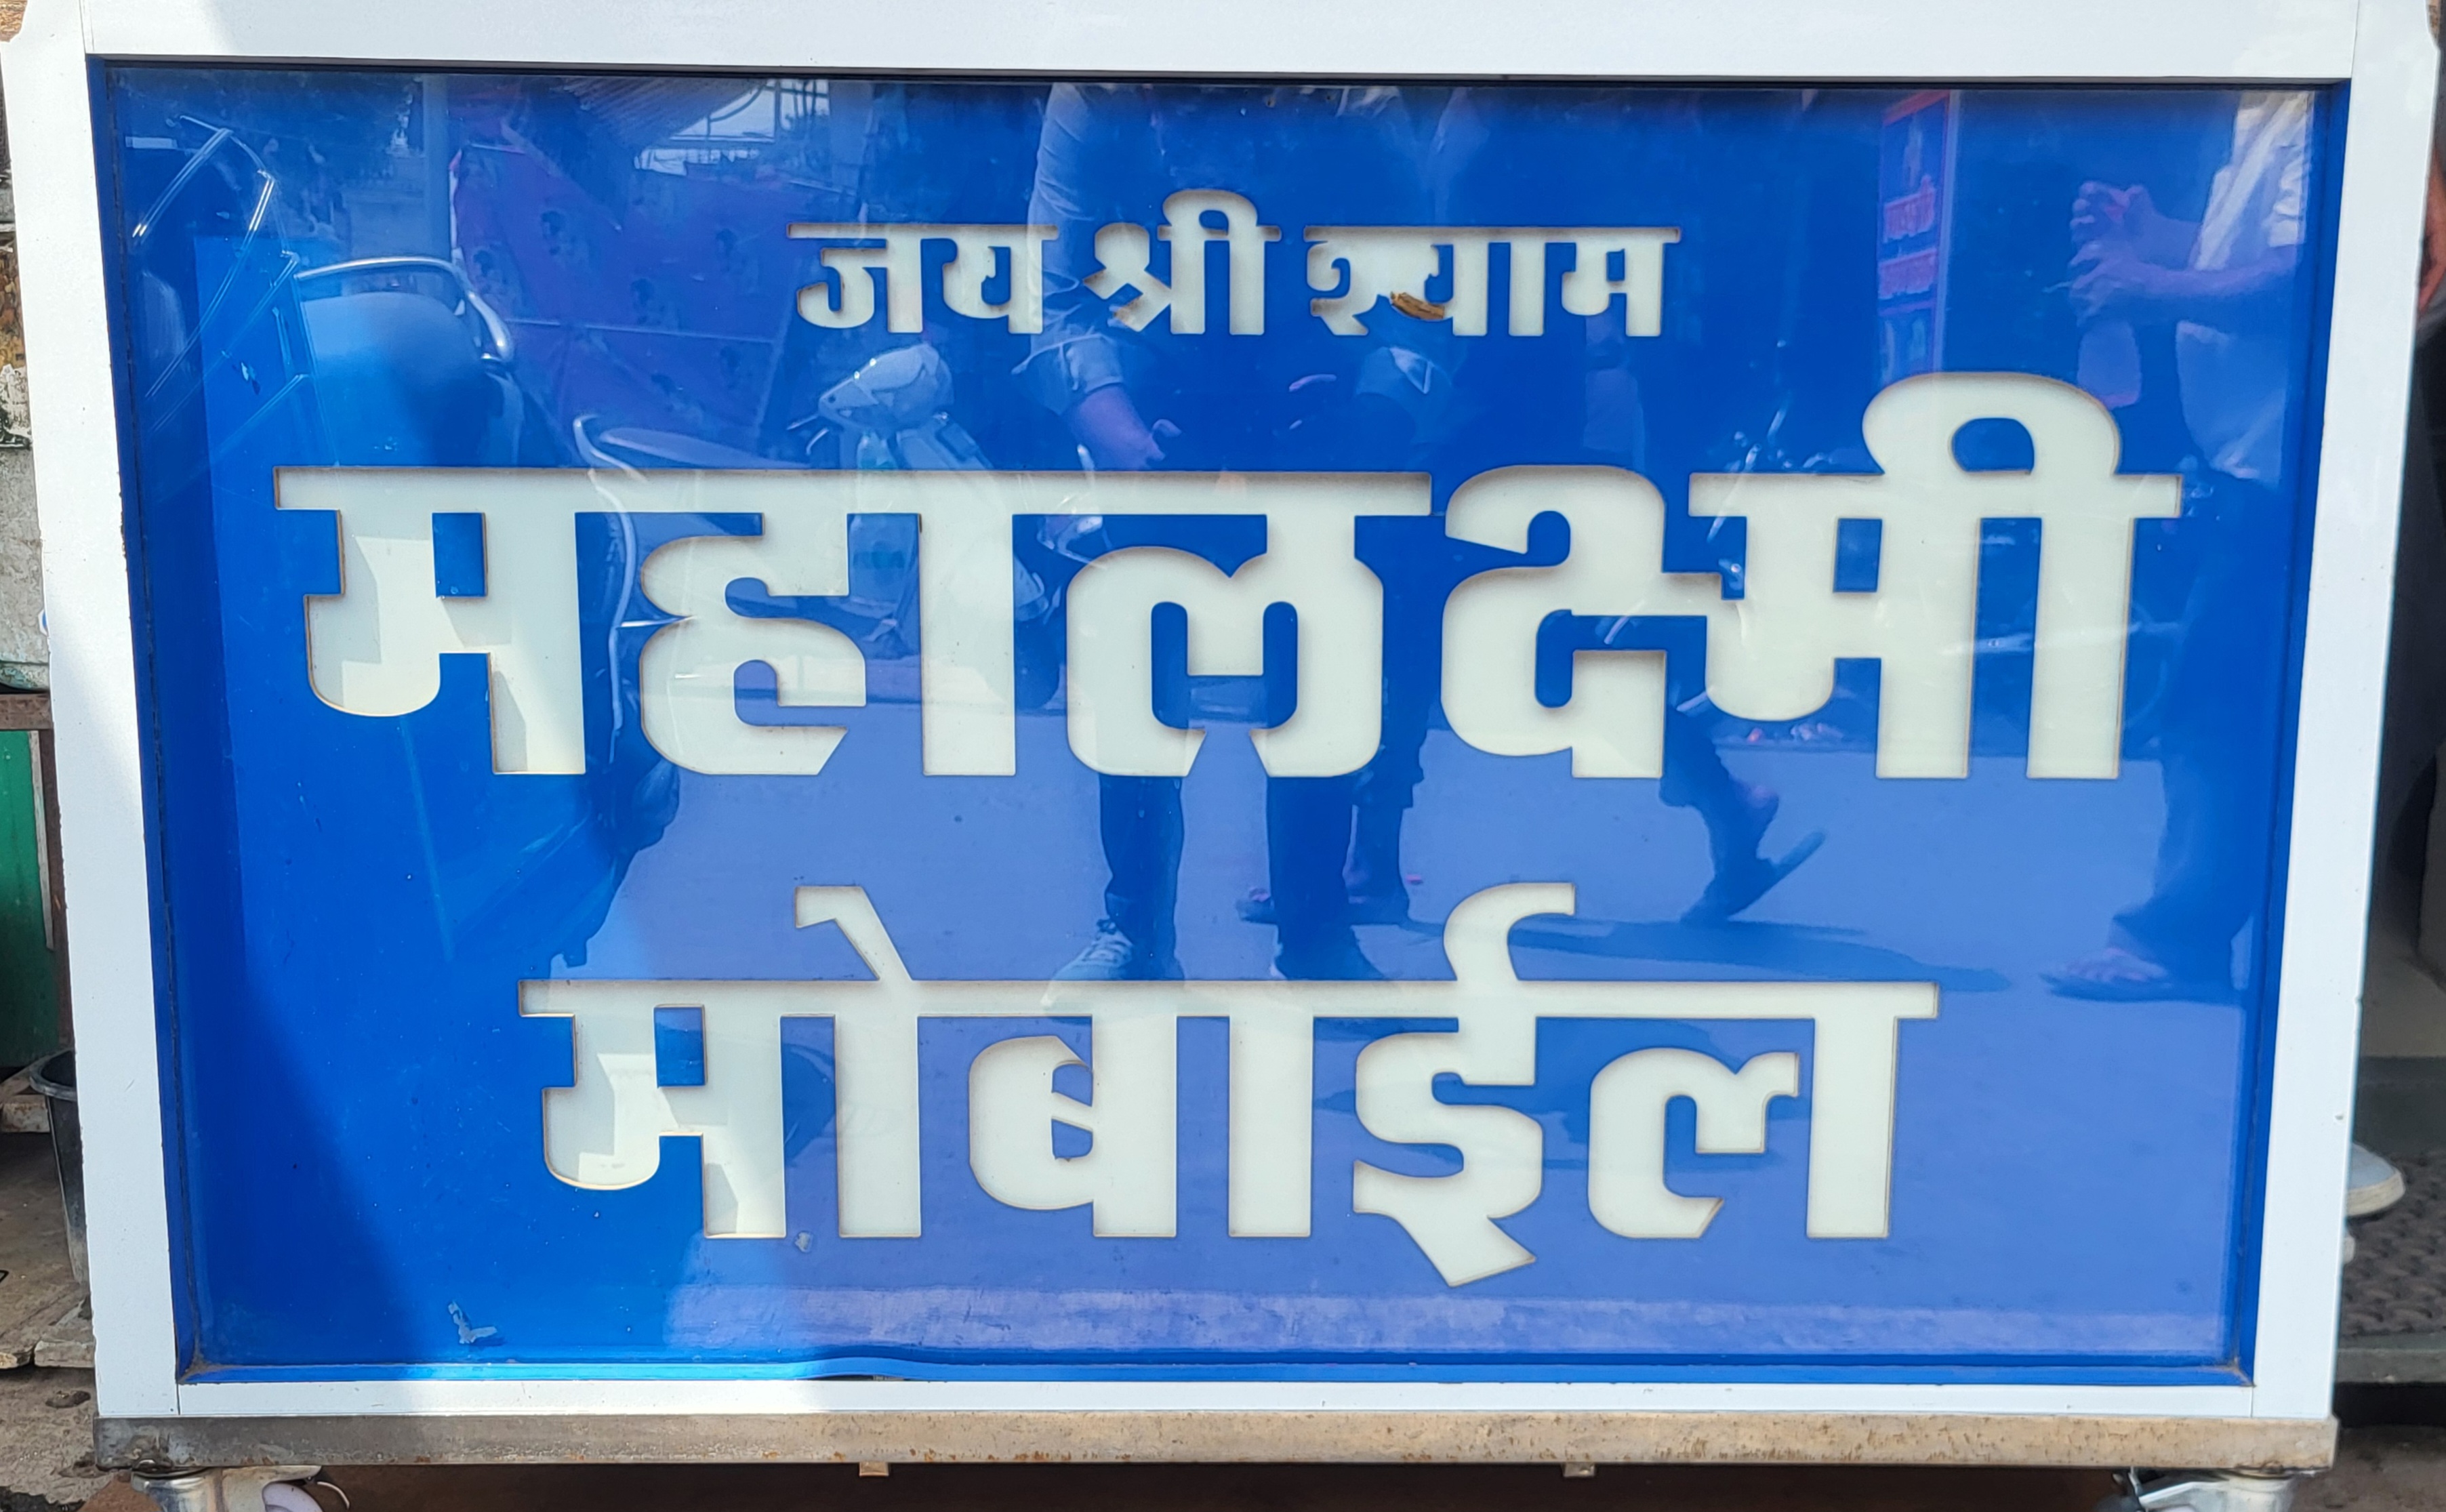 जय श्री श्याम
महालक्ष्मी
मोबाईल